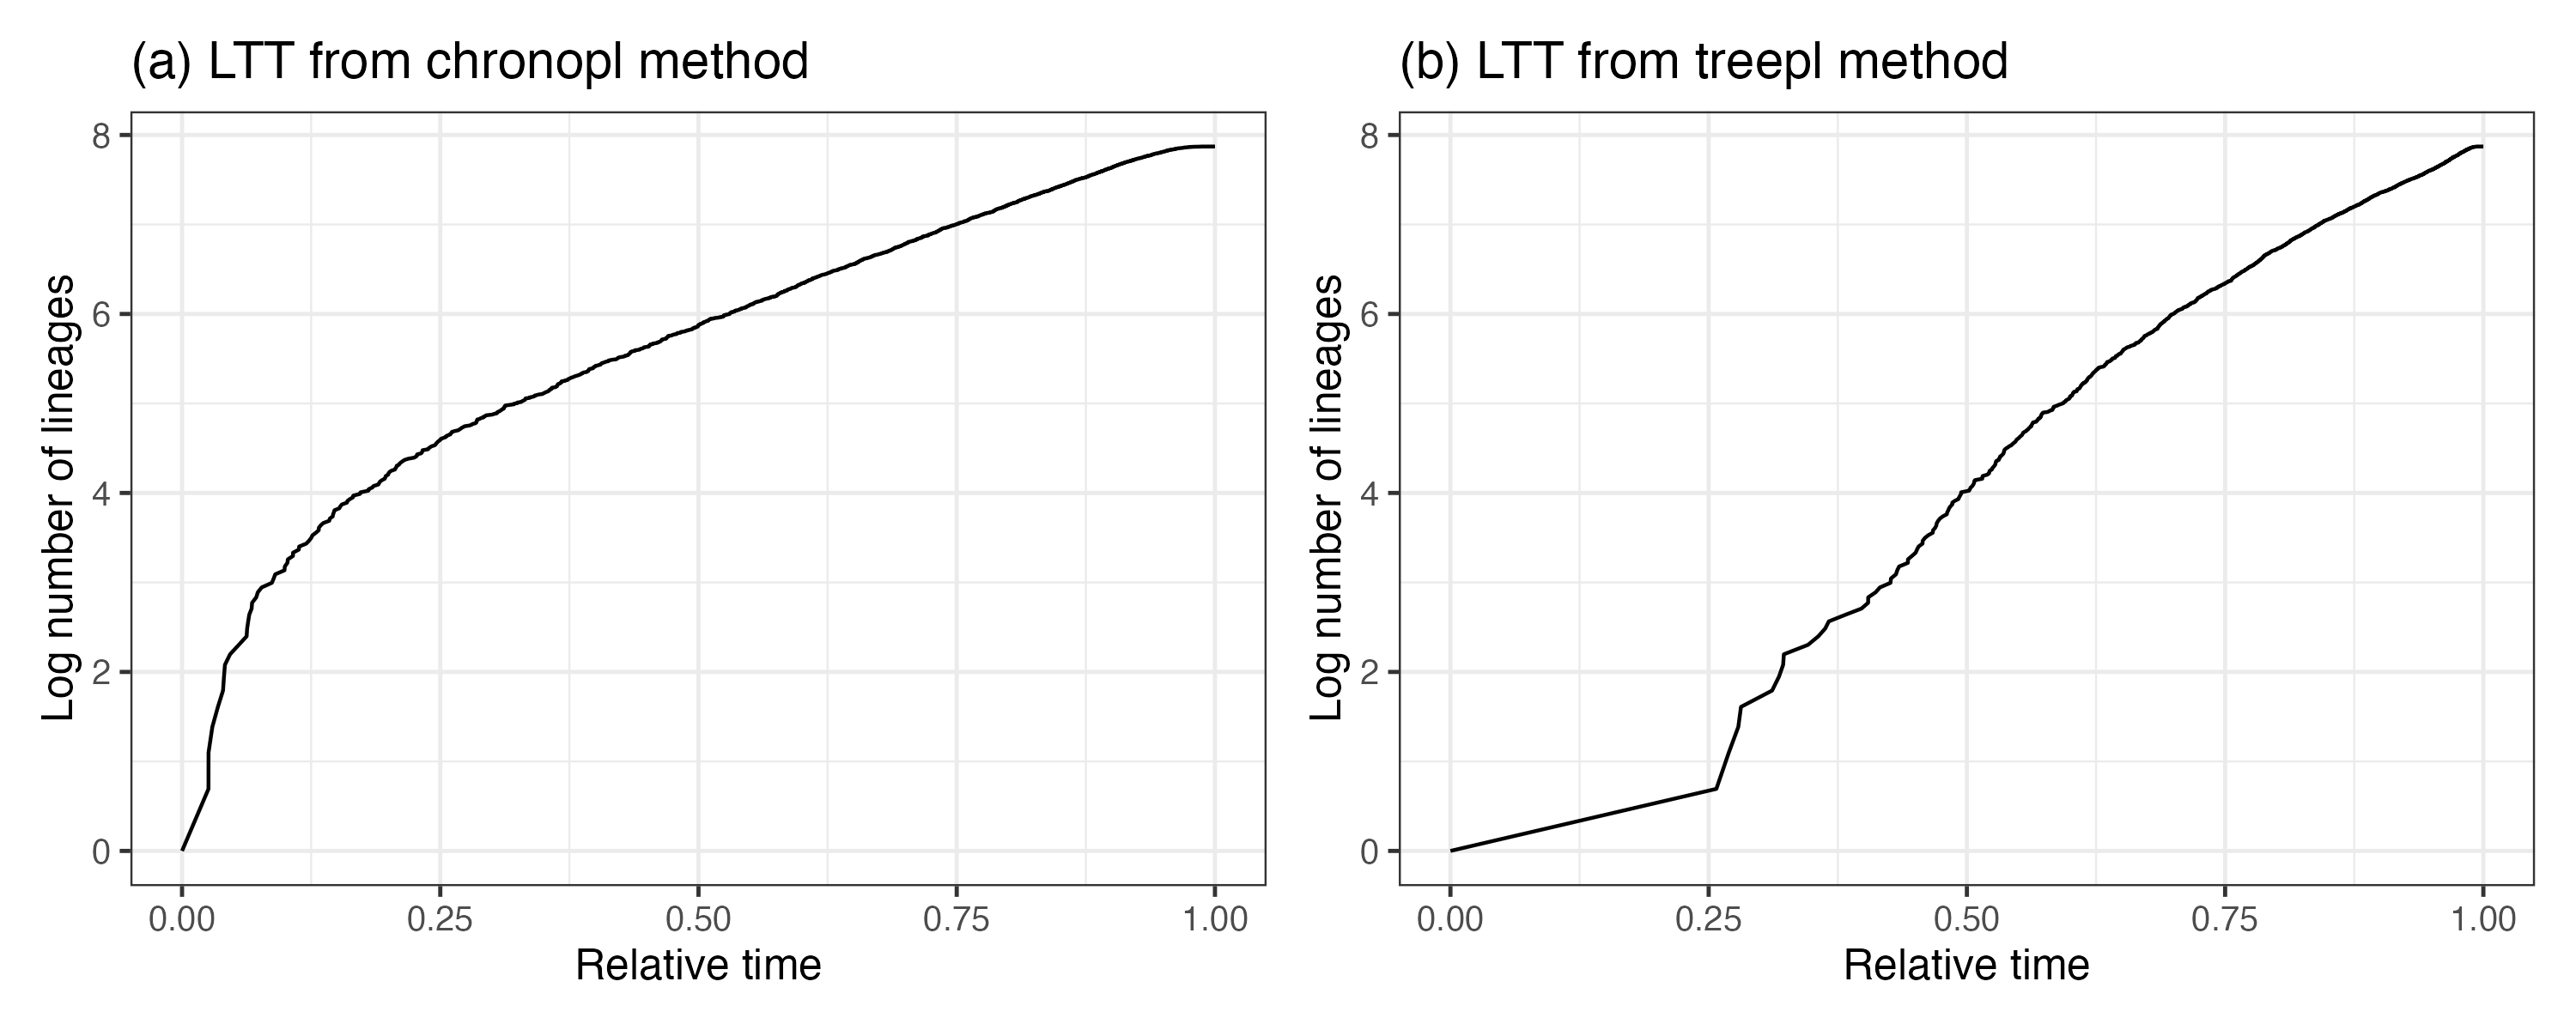 (a) LTT from chronopl method
Log number of lineages
8
6
4
2
0
0.00 0.25 0.50 0.75 1.00
Relative time
(b) LTT from treepl method
Log number of lineages
8
6
4
2
0
0.00 0.25 0.50 0.75 1.00
Relative time